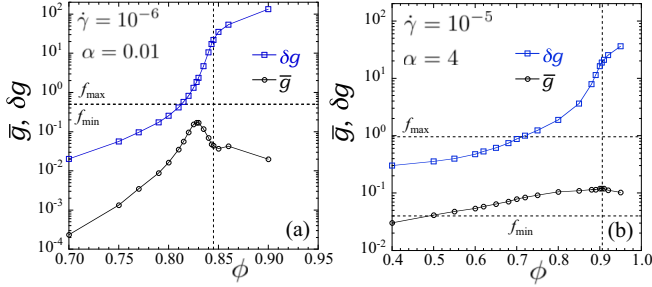 γ̇ = 10⁻⁶
α = 0.01
δg
g̅
f_max
f_min
g̅, δg
10²
10¹
10⁰
10⁻¹
10⁻²
10⁻³
10⁻⁴
0.70 0.75 0.80 0.85 0.90 0.95
ϕ
(a)
γ̇ = 10⁻⁵
α = 4
δg
g̅
f_max
f_min
g̅, δg
10²
10¹
10⁰
10⁻¹
10⁻²
0.4 0.5 0.6 0.7 0.8 0.9 1.0
ϕ
(b)